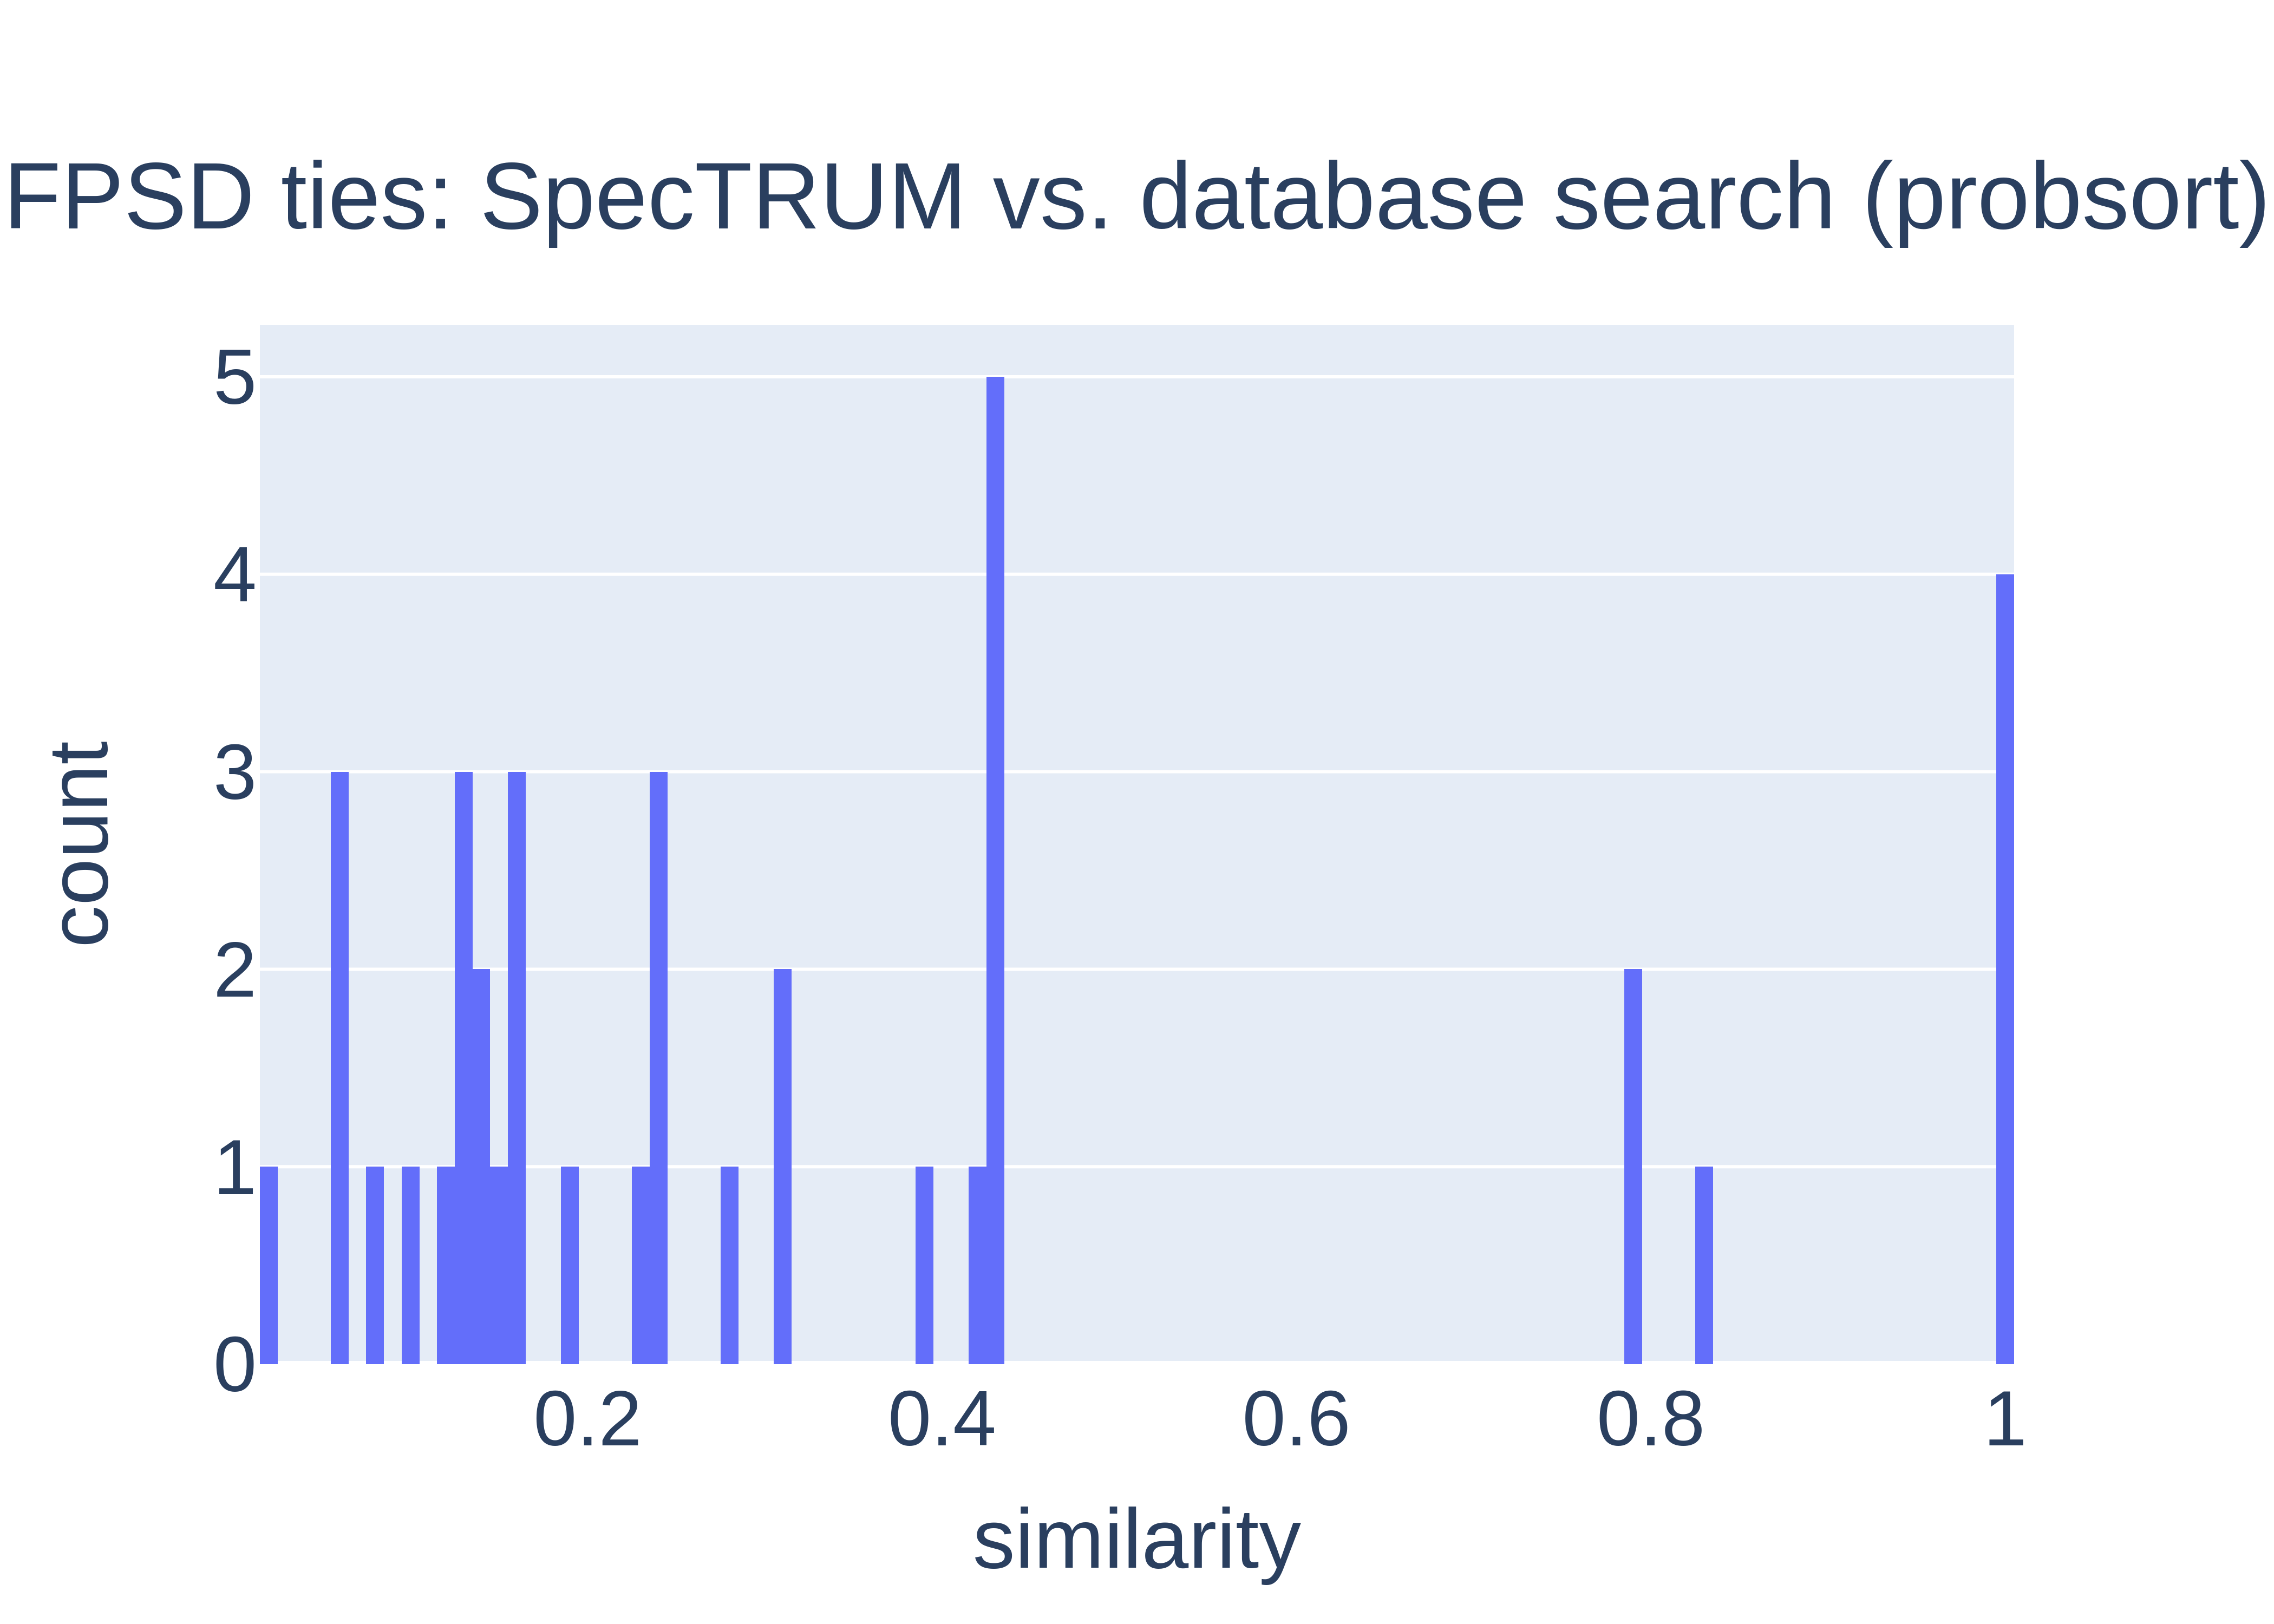 FPSD ties: SpecTRUM vs. database search (probsort)
5
4
3
2
1
0
count
0.2 0.4 0.6 0.8 1
similarity